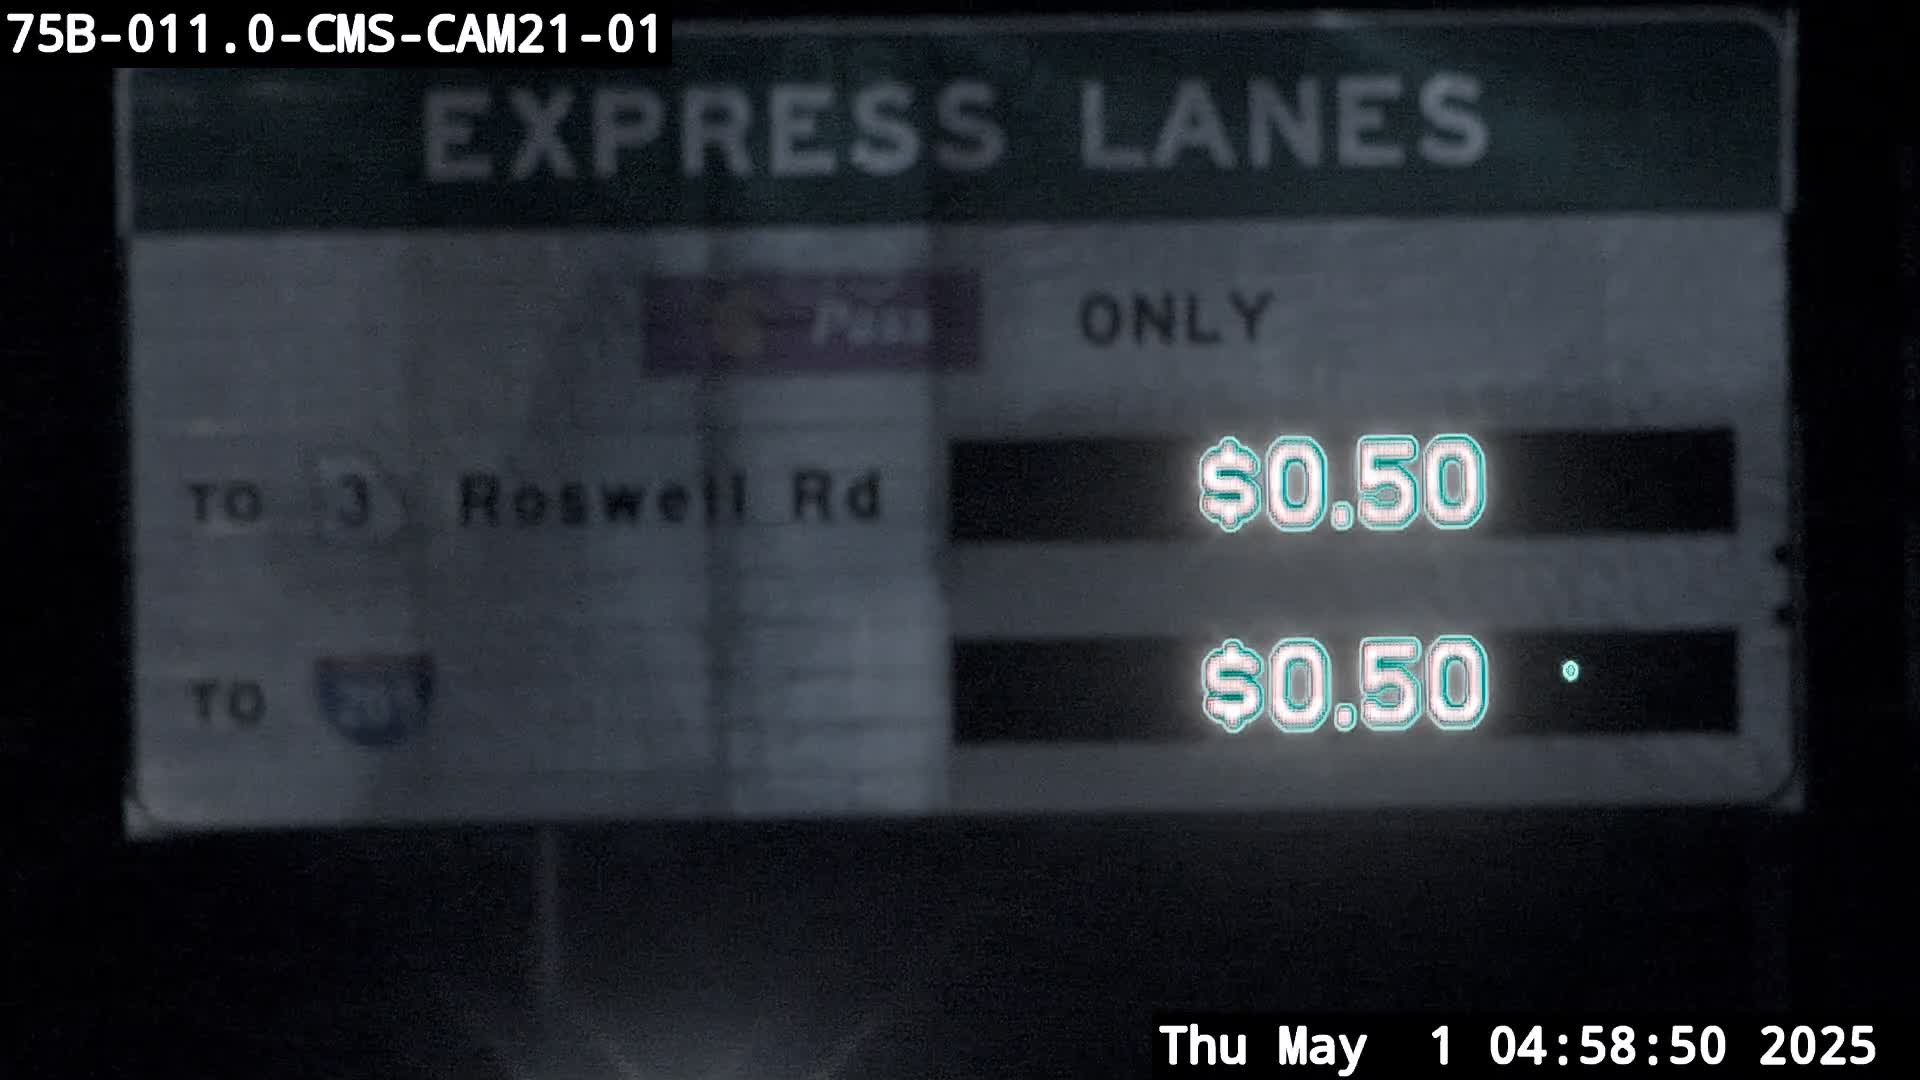 75B-011.0-CMS-CAM21-01
EXPRESS LANES
Pass ONLY
TO 3 Roswell Rd $0.50
TO $0.50
Thu May 1 04:58:50 2025